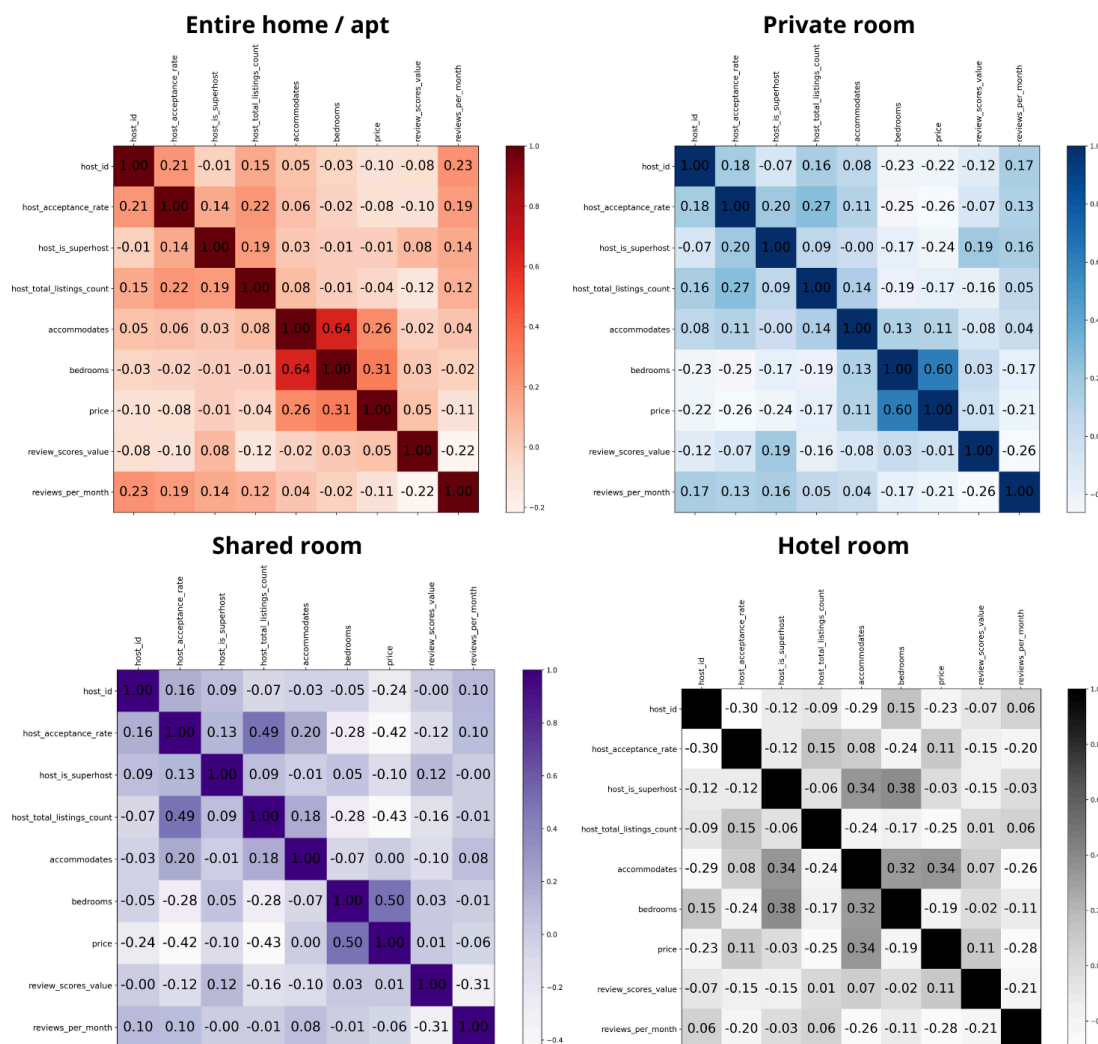 Entire home / apt
host_id
host_acceptance_rate
host_is_superhost
host_total_listings_count
accommodates
bedrooms
price
review_scores_value
reviews_per_month
host_id 1.00 0.21 -0.01 0.15 0.05 -0.03 -0.10 -0.08 0.23
host_acceptance_rate 0.21 1.00 0.14 0.22 0.06 -0.02 -0.08 -0.10 0.19
host_is_superhost -0.01 0.14 1.00 0.19 0.03 -0.01 -0.01 0.08 0.14
host_total_listings_count 0.15 0.22 0.19 1.00 0.08 -0.01 -0.04 -0.12 0.12
accommodates 0.05 0.06 0.03 0.08 1.00 0.64 0.26 -0.02 0.04
bedrooms -0.03 -0.02 -0.01 -0.01 0.64 1.00 0.31 0.03 -0.02
price -0.10 -0.08 -0.01 -0.04 0.26 0.31 1.00 0.05 -0.11
review_scores_value -0.08 -0.10 0.08 -0.12 -0.02 0.03 0.05 1.00 -0.22
reviews_per_month 0.23 0.19 0.14 0.12 0.04 -0.02 -0.11 -0.22 1.00
1.0
0.8
0.6
0.4
0.2
0.0
−0.2
Private room
host_id
host_acceptance_rate
host_is_superhost
host_total_listings_count
accommodates
bedrooms
price
review_scores_value
reviews_per_month
host_id 1.00 0.18 -0.07 0.16 0.08 -0.23 -0.22 -0.12 0.17
host_acceptance_rate 0.18 1.00 0.20 0.27 0.11 -0.25 -0.26 -0.07 0.13
host_is_superhost -0.07 0.20 1.00 0.09 -0.00 -0.17 -0.24 0.19 0.16
host_total_listings_count 0.16 0.27 0.09 1.00 0.14 -0.19 -0.17 -0.16 0.05
accommodates 0.08 0.11 -0.00 0.14 1.00 0.13 0.11 -0.08 0.04
bedrooms -0.23 -0.25 -0.17 -0.19 0.13 1.00 0.60 0.03 -0.17
price -0.22 -0.26 -0.24 -0.17 0.11 0.60 1.00 -0.01 -0.21
review_scores_value -0.12 -0.07 0.19 -0.16 -0.08 0.03 -0.01 1.00 -0.26
reviews_per_month 0.17 0.13 0.16 0.05 0.04 -0.17 -0.21 -0.26 1.00
1.0
0.8
0.6
0.4
0.2
0.0
Shared room
host_id
host_acceptance_rate
host_is_superhost
host_total_listings_count
accommodates
bedrooms
price
review_scores_value
reviews_per_month
host_id 1.00 0.16 0.09 -0.07 -0.03 -0.05 -0.24 -0.00 0.10
host_acceptance_rate 0.16 1.00 0.13 0.49 0.20 -0.28 -0.42 -0.12 0.10
host_is_superhost 0.09 0.13 1.00 0.09 -0.01 0.05 -0.10 0.12 -0.00
host_total_listings_count -0.07 0.49 0.09 1.00 0.18 -0.28 -0.43 -0.16 -0.01
accommodates -0.03 0.20 -0.01 0.18 1.00 -0.07 0.00 -0.10 0.08
bedrooms -0.05 -0.28 0.05 -0.28 -0.07 1.00 0.50 0.03 -0.01
price -0.24 -0.42 -0.10 -0.43 0.00 0.50 1.00 0.01 -0.06
review_scores_value -0.00 -0.12 0.12 -0.16 -0.10 0.03 0.01 1.00 -0.31
reviews_per_month 0.10 0.10 -0.00 -0.01 0.08 -0.01 -0.06 -0.31 1.00
1.0
0.8
0.6
0.4
0.2
0.0
−0.2
−0.4
Hotel room
host_id
host_acceptance_rate
host_is_superhost
host_total_listings_count
accommodates
bedrooms
price
review_scores_value
reviews_per_month
host_id -0.30 -0.12 -0.09 -0.29 0.15 -0.23 -0.07 0.06
host_acceptance_rate -0.30 -0.12 0.15 0.08 -0.24 0.11 -0.15 -0.20
host_is_superhost -0.12 -0.12 -0.06 0.34 0.38 -0.03 -0.15 -0.03
host_total_listings_count -0.09 0.15 -0.06 -0.24 -0.17 -0.25 0.01 0.06
accommodates -0.29 0.08 0.34 -0.24 0.32 0.34 0.07 -0.26
bedrooms 0.15 -0.24 0.38 -0.17 0.32 -0.19 -0.02 -0.11
price -0.23 0.11 -0.03 -0.25 0.34 -0.19 0.11 -0.28
review_scores_value -0.07 -0.15 -0.15 0.01 0.07 -0.02 0.11 -0.21
reviews_per_month 0.06 -0.20 -0.03 0.06 -0.26 -0.11 -0.28 -0.21
1.0
0.8
0.6
0.4
0.2
0.0